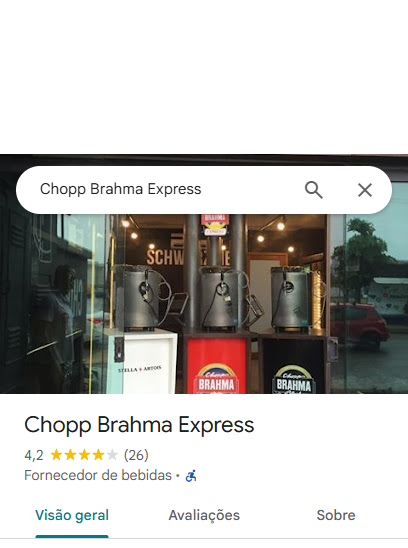 Chopp Brahma Express
BRAHMA
SCHW
STELLA ARTOIS
Chopp
BRAHMA
Chopp
BRAHMA
Chopp Brahma Express
4,2 (26)
Fornecedor de bebidas ·
Visão geral
Avaliações
Sobre